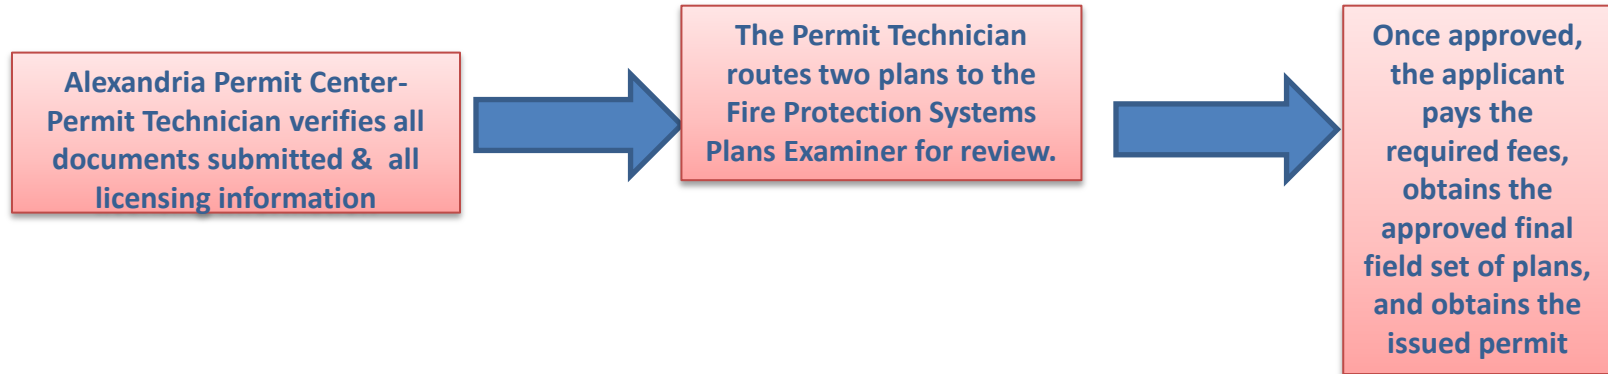 Alexandria Permit Center-
Permit Technician verifies all
documents submitted & all
licensing information
The Permit Technician
routes two plans to the
Fire Protection Systems
Plans Examiner for review.
Once approved,
the applicant
pays the
required fees,
obtains the
approved final
field set of plans,
and obtains the
issued permit